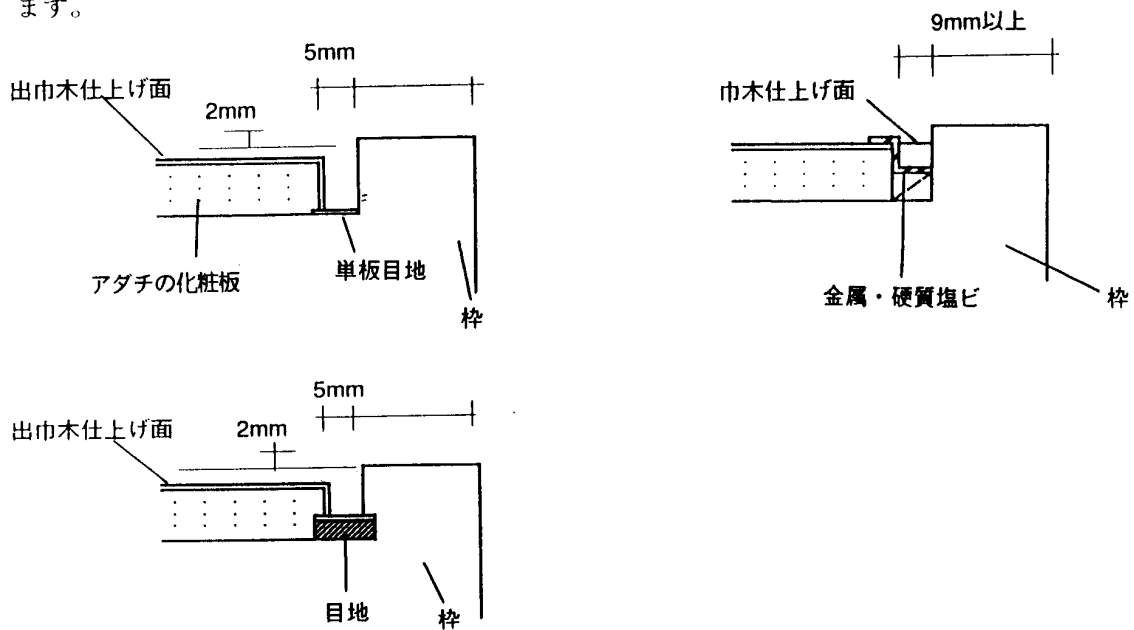 ます。
5mm
出巾木仕上げ面
2mm
アダチの化粧板
単板目地
枠
9mm以上
巾木仕上げ面
金属・硬質塩ビ
枠
5mm
出巾木仕上げ面
2mm
目地
枠